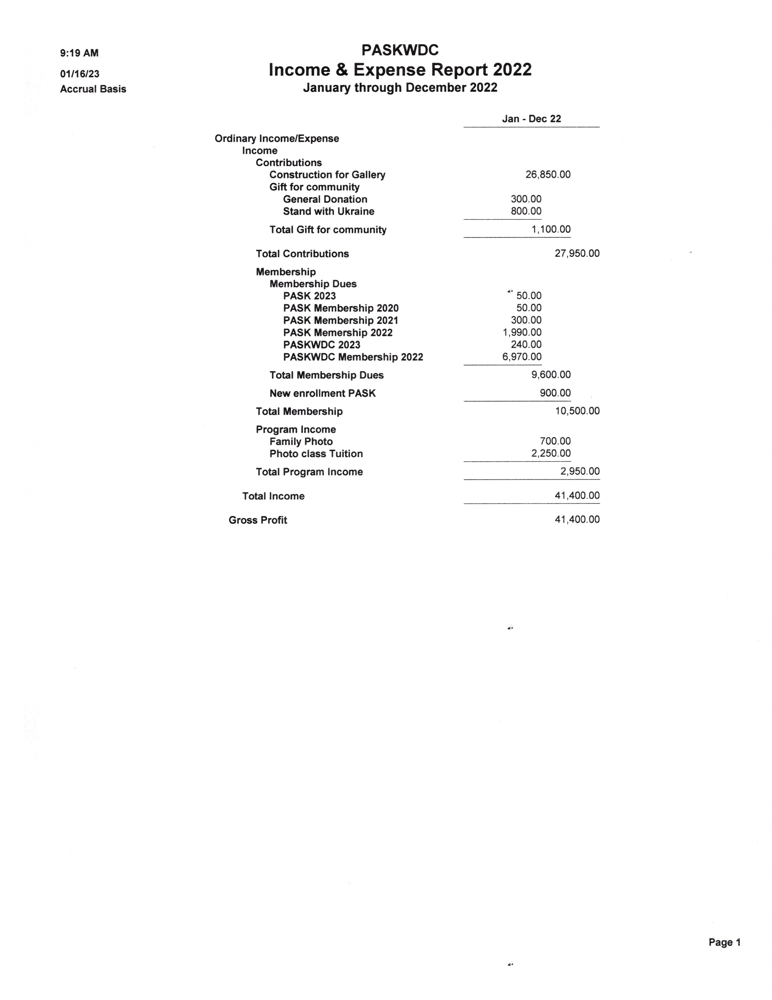 9:19 AM
01/16/23
Accrual Basis
PASKWDC
Income & Expense Report 2022
January through December 2022
Jan - Dec 22
Ordinary Income/Expense
Income
Contributions
Construction for Gallery 26,850.00
Gift for community
General Donation 300.00
Stand with Ukraine 800.00
Total Gift for community 1,100.00
Total Contributions 27,950.00
Membership
Membership Dues
PASK 2023 50.00
PASK Membership 2020 50.00
PASK Membership 2021 300.00
PASK Memership 2022 1,990.00
PASKWDC 2023 240.00
PASKWDC Membership 2022 6,970.00
Total Membership Dues 9,600.00
New enrollment PASK 900.00
Total Membership 10,500.00
Program Income
Family Photo 700.00
Photo class Tuition 2,250.00
Total Program Income 2,950.00
Total Income 41,400.00
Gross Profit 41,400.00
Page 1